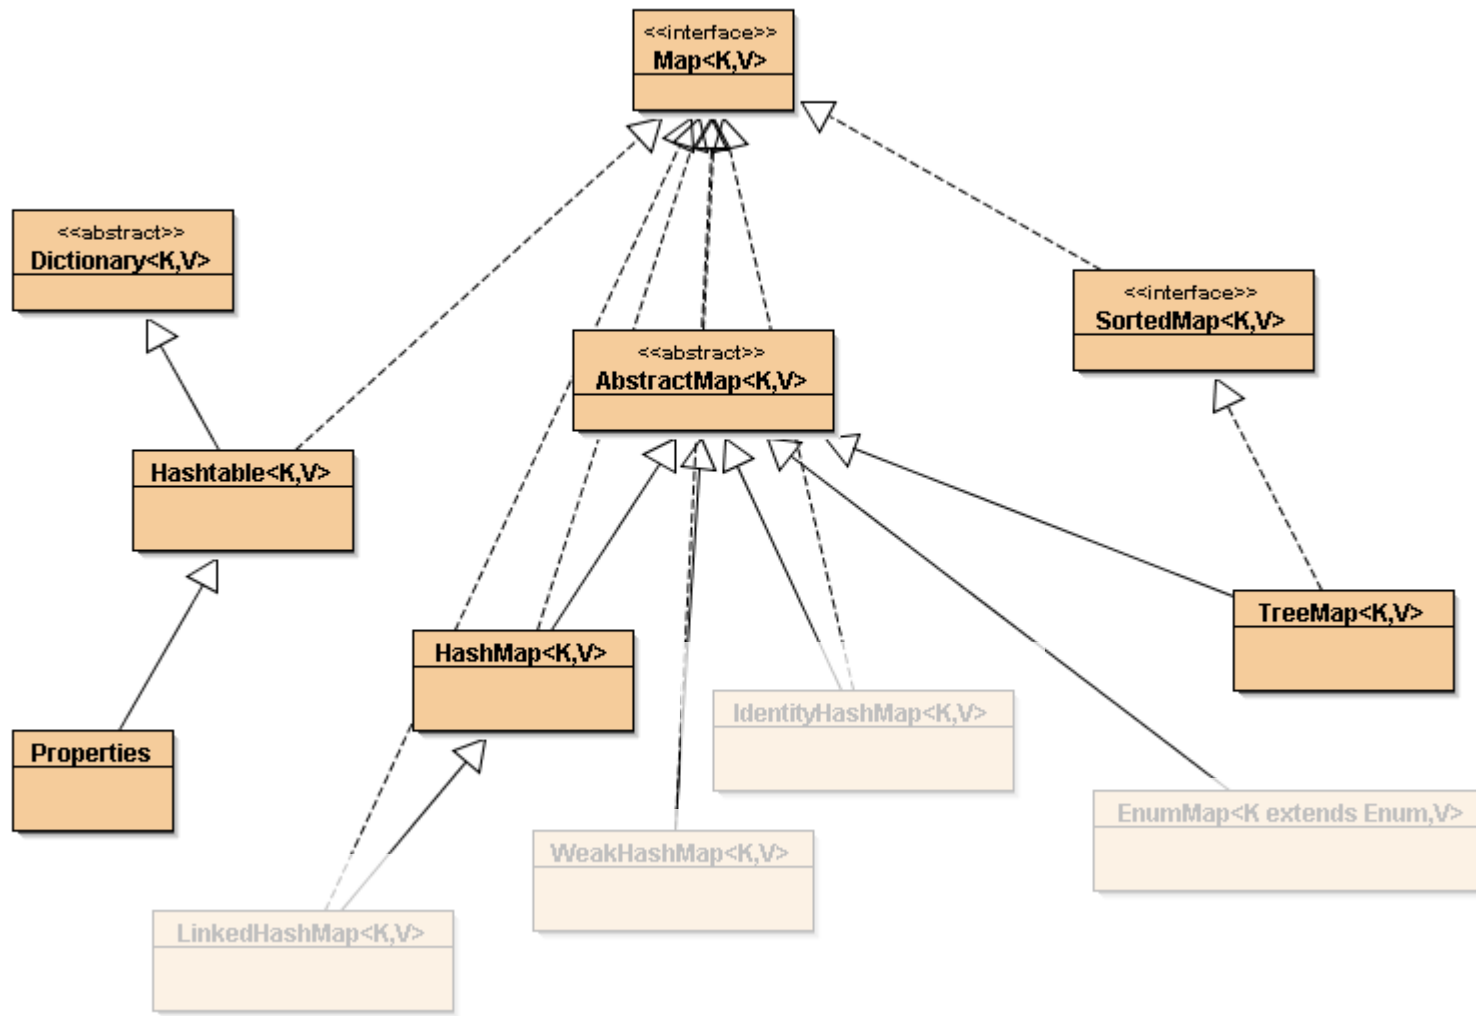 <<interface>>
Map<K,V>
<<abstract>>
Dictionary<K,V>
<<interface>>
SortedMap<K,V>
<<abstract>>
AbstractMap<K,V>
Hashtable<K,V>
TreeMap<K,V>
HashMap<K,V>
IdentityHashMap<K,V>
Properties
EnumMap<K extends Enum,V>
WeakHashMap<K,V>
LinkedHashMap<K,V>